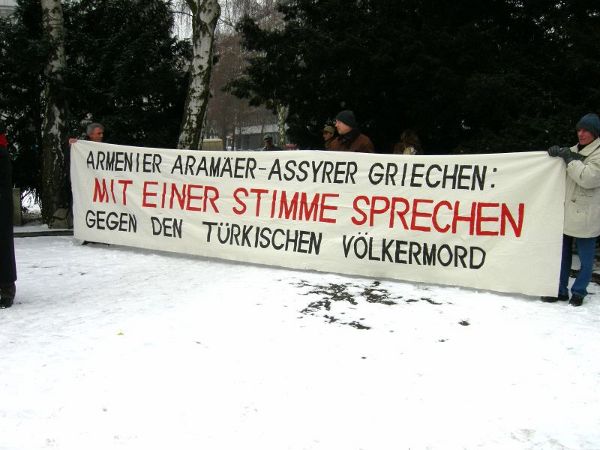 ARMENIER ARAMÄER-ASSYRER GRIECHEN:
MIT EINER STIMME SPRECHEN
GEGEN DEN TÜRKISCHEN VÖLKERMORD